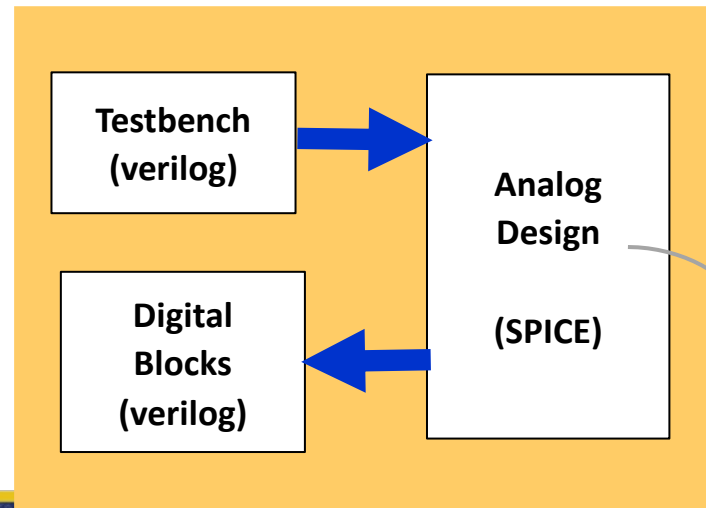 Testbench
(verilog)
Analog
Design
(SPICE)
Digital
Blocks
(verilog)